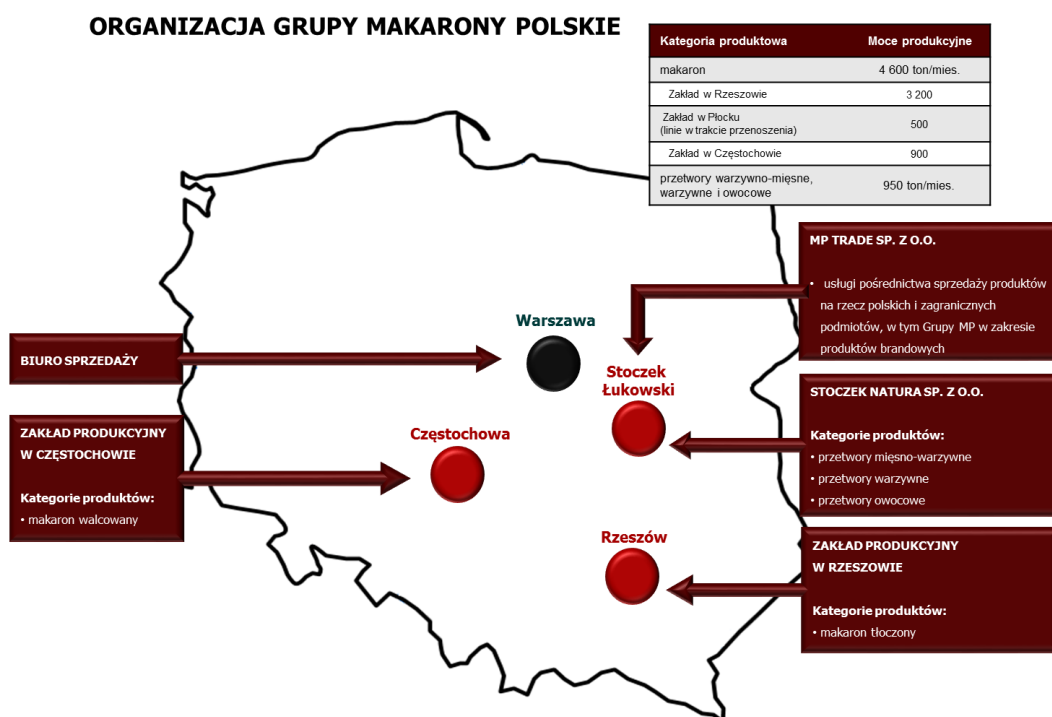 ORGANIZACJA GRUPY MAKARONY POLSKIE
Kategoria produktowa Moce produkcyjne
makaron 4 600 ton/mies.
Zakład w Rzeszowie 3 200
Zakład w Płocku
(linie w trakcie przenoszenia) 500
Zakład w Częstochowie 900
przetwory warzywno-mięsne,
warzywne i owocowe 950 ton/mies.
MP TRADE SP. Z O.O.
• usługi pośrednictwa sprzedaży produktów
na rzecz polskich i zagranicznych
podmiotów, w tym Grupy MP w zakresie
produktów brandowych
Warszawa
BIURO SPRZEDAŻY
Stoczek
Łukowski
STOCZEK NATURA SP. Z O.O.
Kategorie produktów:
• przetwory mięsno-warzywne
• przetwory warzywne
• przetwory owocowe
ZAKŁAD PRODUKCYJNY
W CZĘSTOCHOWIE
Kategorie produktów:
• makaron walcowany
Częstochowa
Rzeszów
ZAKŁAD PRODUKCYJNY
W RZESZOWIE
Kategorie produktów:
• makaron tłoczony